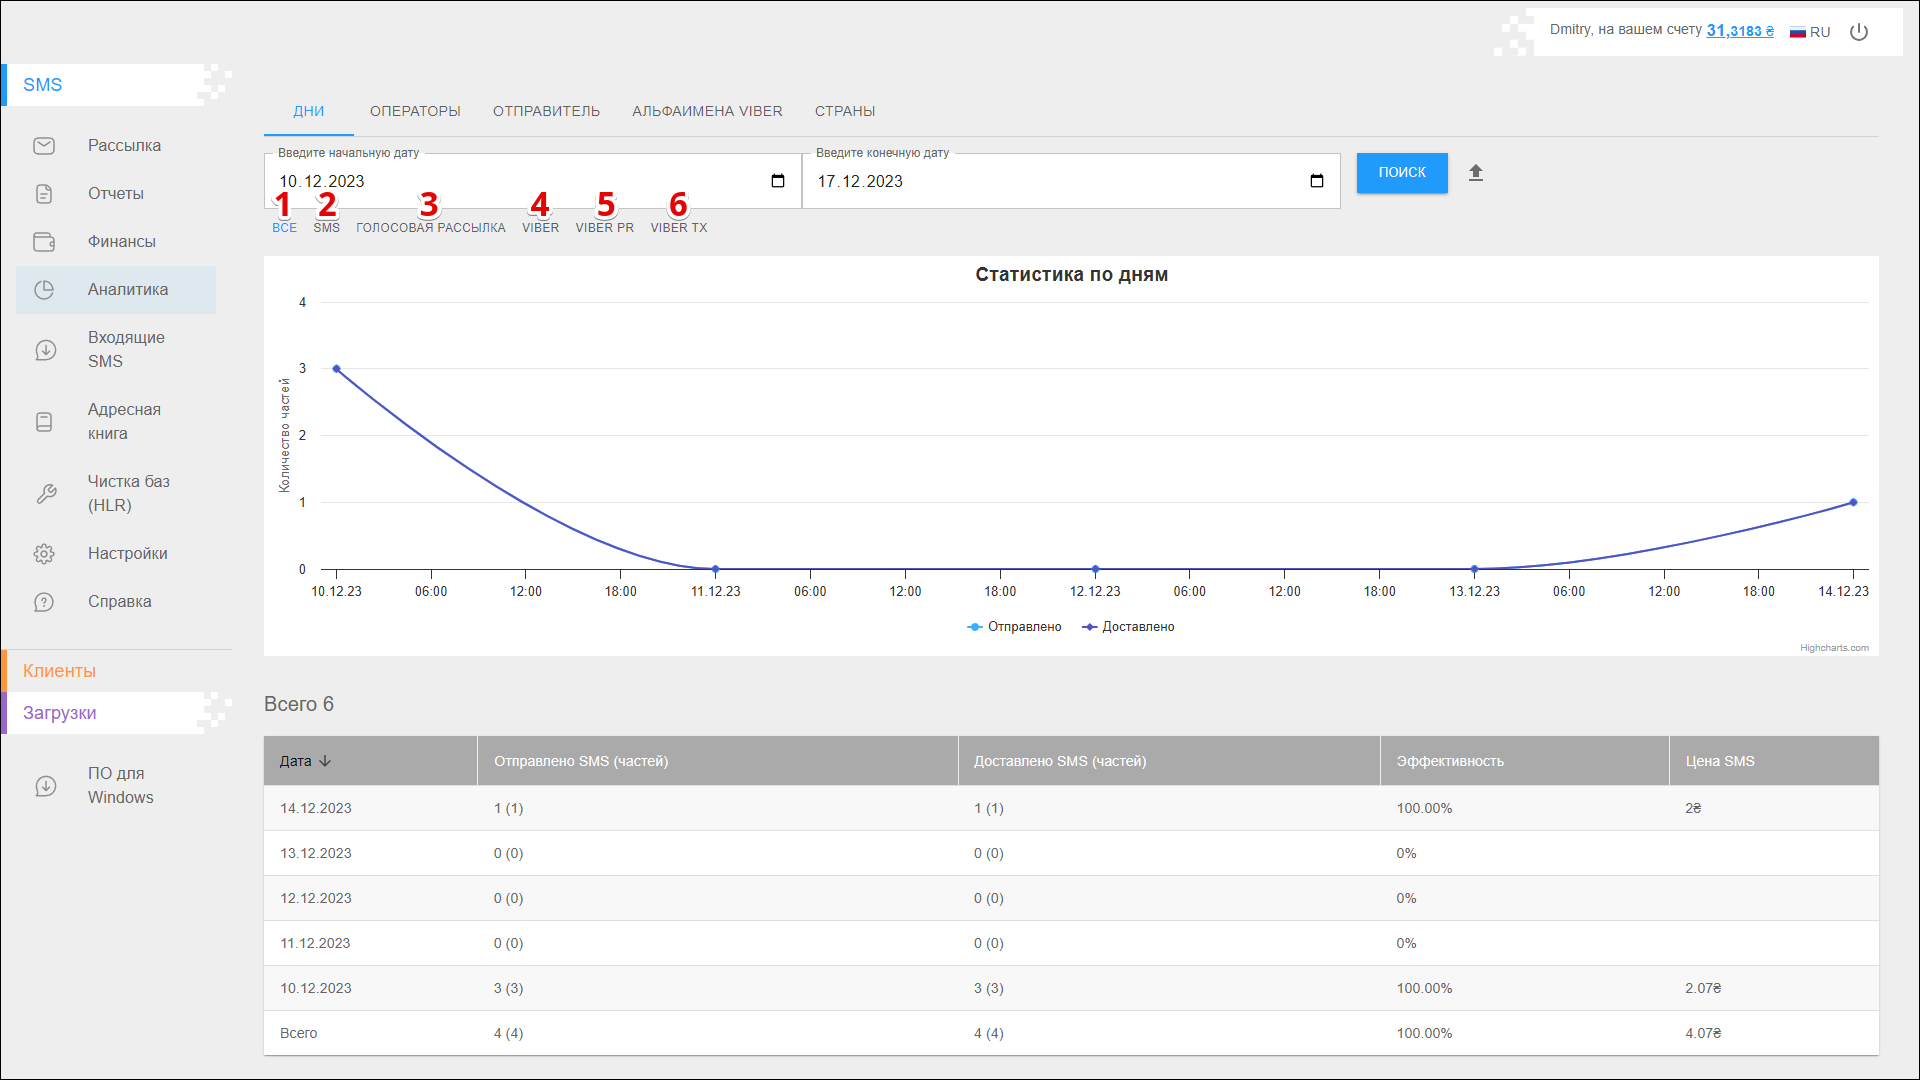 Dmitry, на вашем счету 31,3183 ₴ RU
SMS
Рассылка
Отчеты
Финансы
Аналитика
Входящие
SMS
Адресная
книга
Чистка баз
(HLR)
Настройки
Справка
Клиенты
Загрузки
ПО для
Windows
ДНИ ОПЕРАТОРЫ ОТПРАВИТЕЛЬ АЛЬФАИМЕНА VIBER СТРАНЫ
Введите начальную дату Введите конечную дату
10.12.2023 17.12.2023 ПОИСК
1 2 3 4 5 6
ВСЕ SMS ГОЛОСОВАЯ РАССЫЛКА VIBER VIBER PR VIBER TX
Статистика по дням
Количество частей
4
3
2
1
0
10.12.23 06:00 12:00 18:00 11.12.23 06:00 12:00 18:00 12.12.23 06:00 12:00 18:00 13.12.23 06:00 12:00 18:00 14.12.23
Отправлено Доставлено
Highcharts.com
Всего 6
Дата Отправлено SMS (частей) Доставлено SMS (частей) Эффективность Цена SMS
14.12.2023 1 (1) 1 (1) 100.00% 2₴
13.12.2023 0 (0) 0 (0) 0%
12.12.2023 0 (0) 0 (0) 0%
11.12.2023 0 (0) 0 (0) 0%
10.12.2023 3 (3) 3 (3) 100.00% 2.07₴
Всего 4 (4) 4 (4) 100.00% 4.07₴